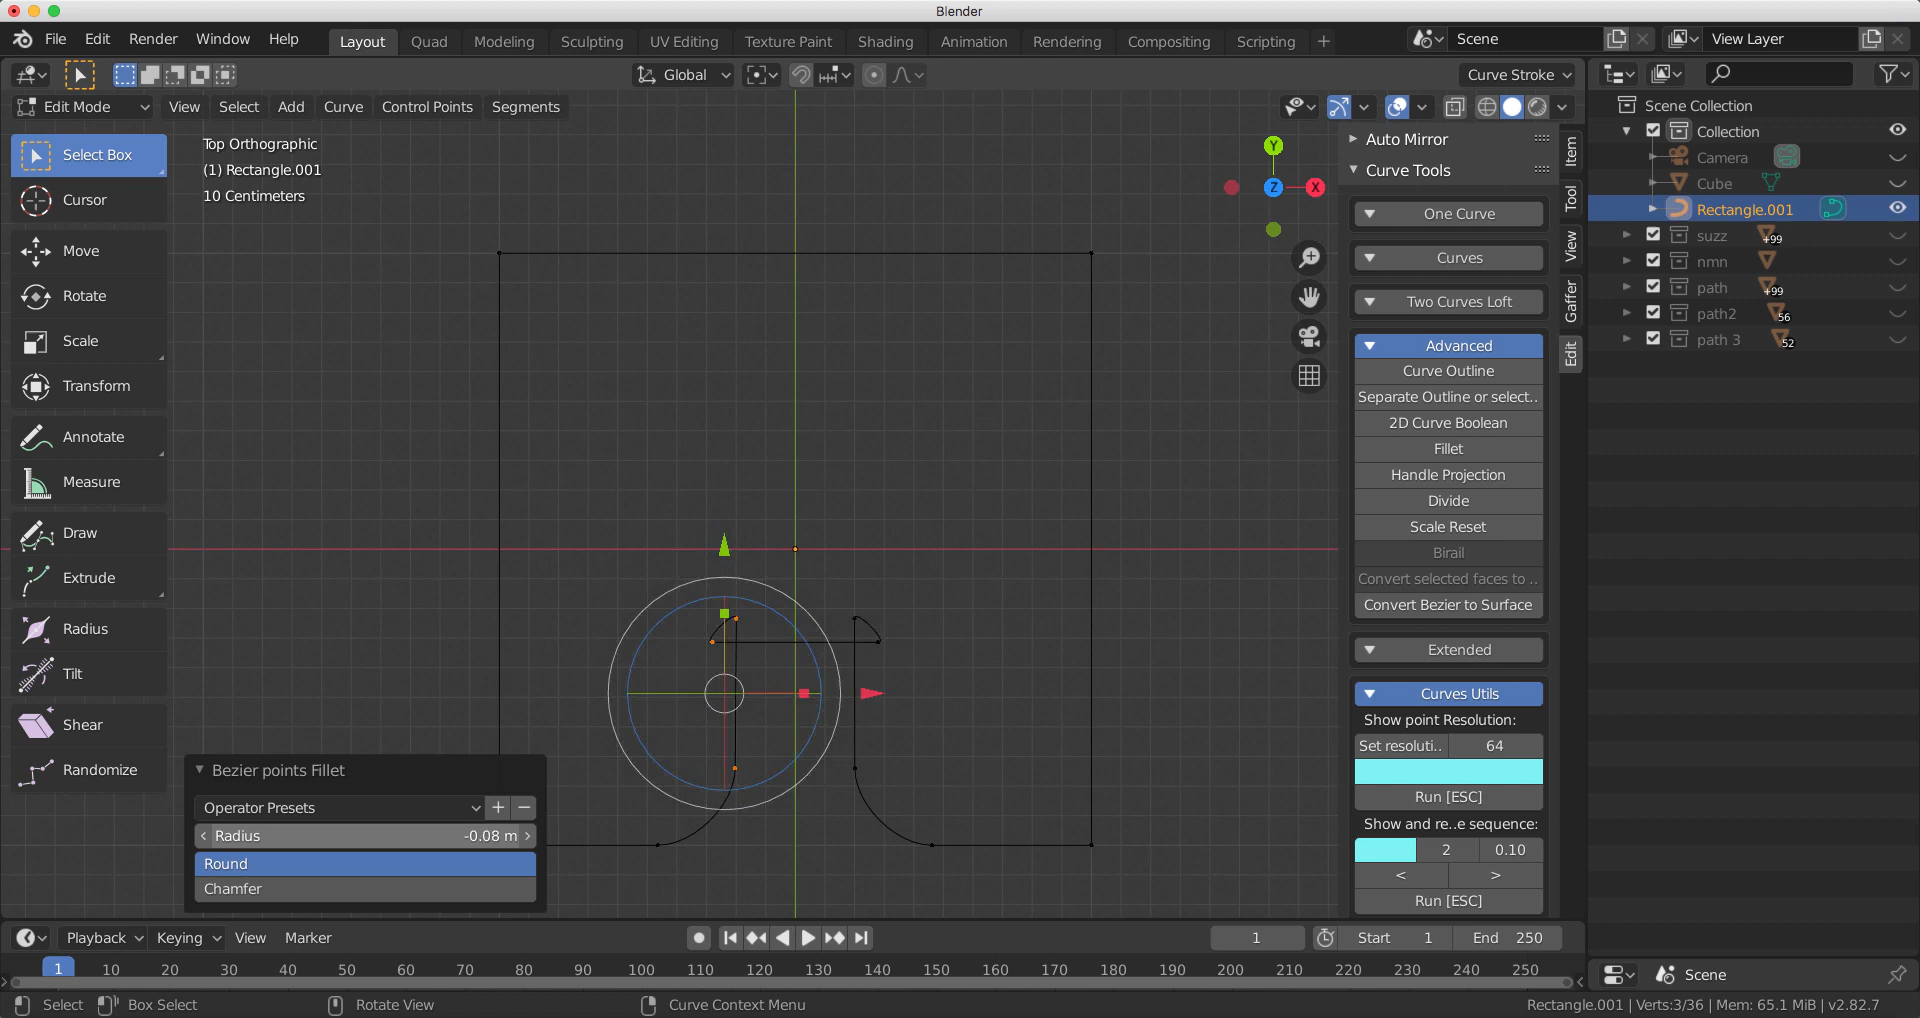 Blender
File Edit Render Window Help Layout Quad Modeling Sculpting UV Editing Texture Paint Shading Animation Rendering Compositing Scripting + Scene View Layer
Global Curve Stroke
Edit Mode View Select Add Curve Control Points Segments
Top Orthographic
(1) Rectangle.001
10 Centimeters
Select Box
Cursor
Move
Rotate
Scale
Transform
Annotate
Measure
Draw
Extrude
Radius
Tilt
Shear
Randomize
Y
Z
X
Bezier points Fillet
Operator Presets + −
Radius -0.08 m
Round
Chamfer
Auto Mirror
Curve Tools
One Curve
Curves
Two Curves Loft
Advanced
Curve Outline
Separate Outline or select..
2D Curve Boolean
Fillet
Handle Projection
Divide
Scale Reset
Birail
Convert selected faces to ..
Convert Bezier to Surface
Extended
Curves Utils
Show point Resolution:
Set resoluti.. 64
Run [ESC]
Show and re..e sequence:
2 0.10
< >
Run [ESC]
Item
Tool
View
Gaffer
Edit
Scene Collection
Collection
Camera
Cube
Rectangle.001
suzz +99
nmn
path +99
path2 56
path 3 52
Playback Keying View Marker 1 Start 1 End 250
1 10 20 30 40 50 60 70 80 90 100 110 120 130 140 150 160 170 180 190 200 210 220 230 240 250
Scene
Select Box Select Rotate View Curve Context Menu Rectangle.001 | Verts:3/36 | Mem: 65.1 MiB | v2.82.7